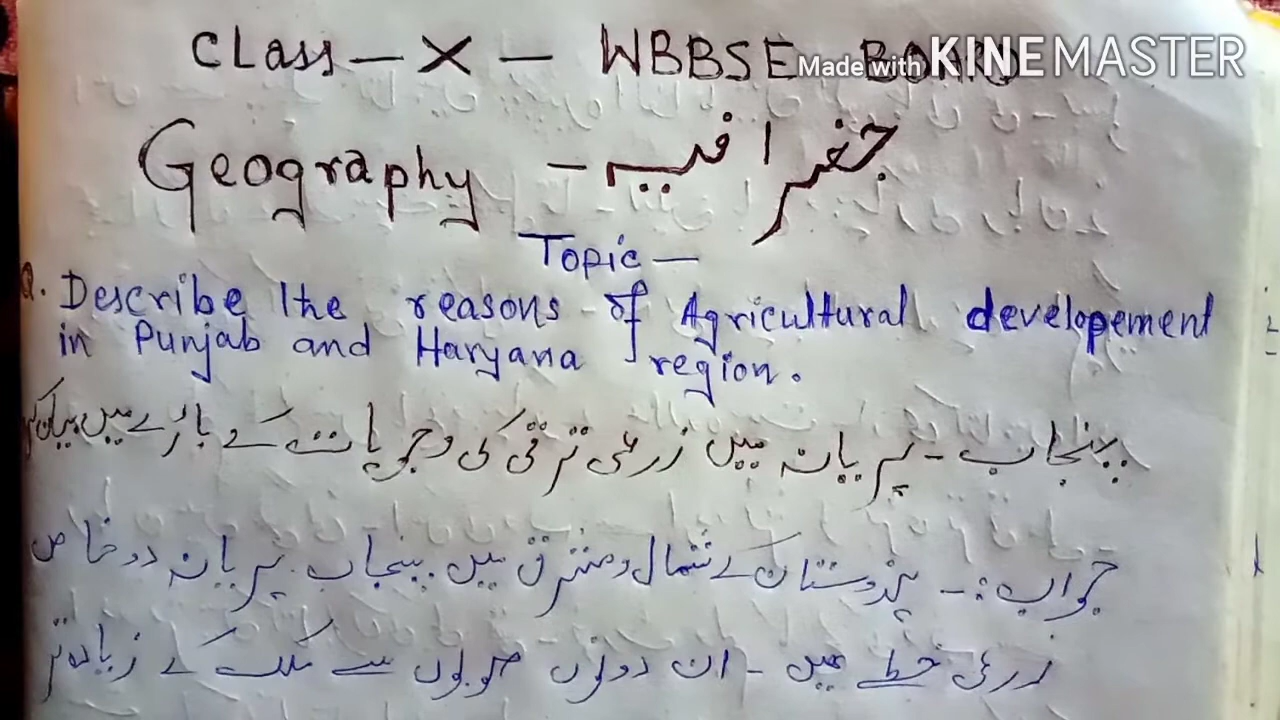 CLass - X - WBBSE BOARD
Made with KINEMASTER
Geography - جغرافیہ
Topic -
Q. Describe the reasons of Agricultural developement
in Punjab and Haryana region.
پنجاب - ہریانہ میں زرعی ترقی کی وجوہات کے بارے میں بیان
جواب :- ہندوستان کے شمال و مشرق میں پنجاب ہریانہ دو خاص
زرعی خطے ہیں - ان دونوں صوبوں سے ملک کے زیادہ تر